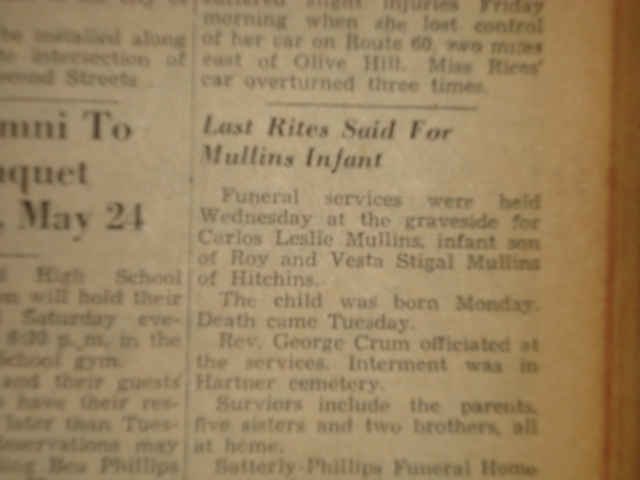 be installed along
intersection of
Streets
mni To
quet
, May 24
High School
will hold their
Saturday eve-
6:30 p. m. in the
School gym.
and their guests
have their res-
later than Tues-
may
Bea Phillips
suffered slight injuries Friday
morning when she lost control
of her car on Route 60, two miles
east of Olive Hill. Miss Rices'
car overturned three times.
Last Rites Said For
Mullins Infant
Funeral services were held
Wednesday at the graveside for
Carlos Leslie Mullins, infant son
of Roy and Vesta Stigal Mullins
of Hitchins.
The child was born Monday.
Death came Tuesday.
Rev. George Crum officiated at
the services. Interment was in
Hartner cemetery.
Surviors include the parents,
five sisters and two brothers, all
at home.
Satterly-Phillips Funeral Home